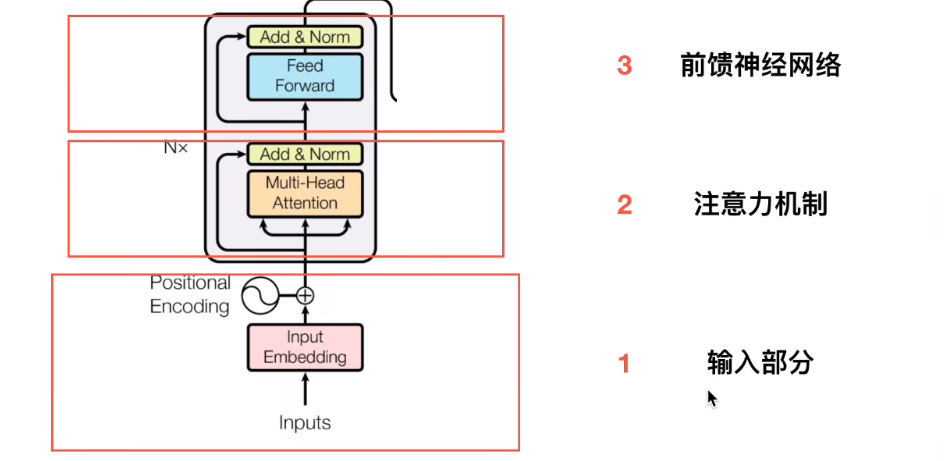 Add & Norm
Feed
Forward
3 前馈神经网络
N×
Add & Norm
Multi-Head
Attention
2 注意力机制
Positional
Encoding
Input
Embedding
1 输入部分
Inputs